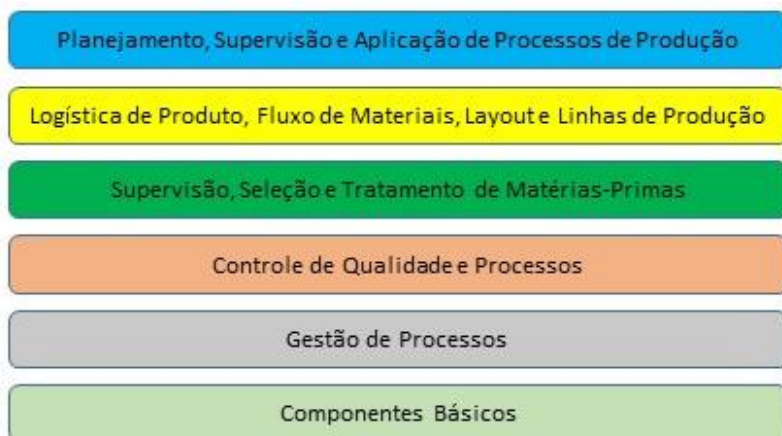 Planejamento, Supervisão e Aplicação de Processos de Produção
Logística de Produto, Fluxo de Materiais, Layout e Linhas de Produção
Supervisão, Seleção e Tratamento de Matérias-Primas
Controle de Qualidade e Processos
Gestão de Processos
Componentes Básicos